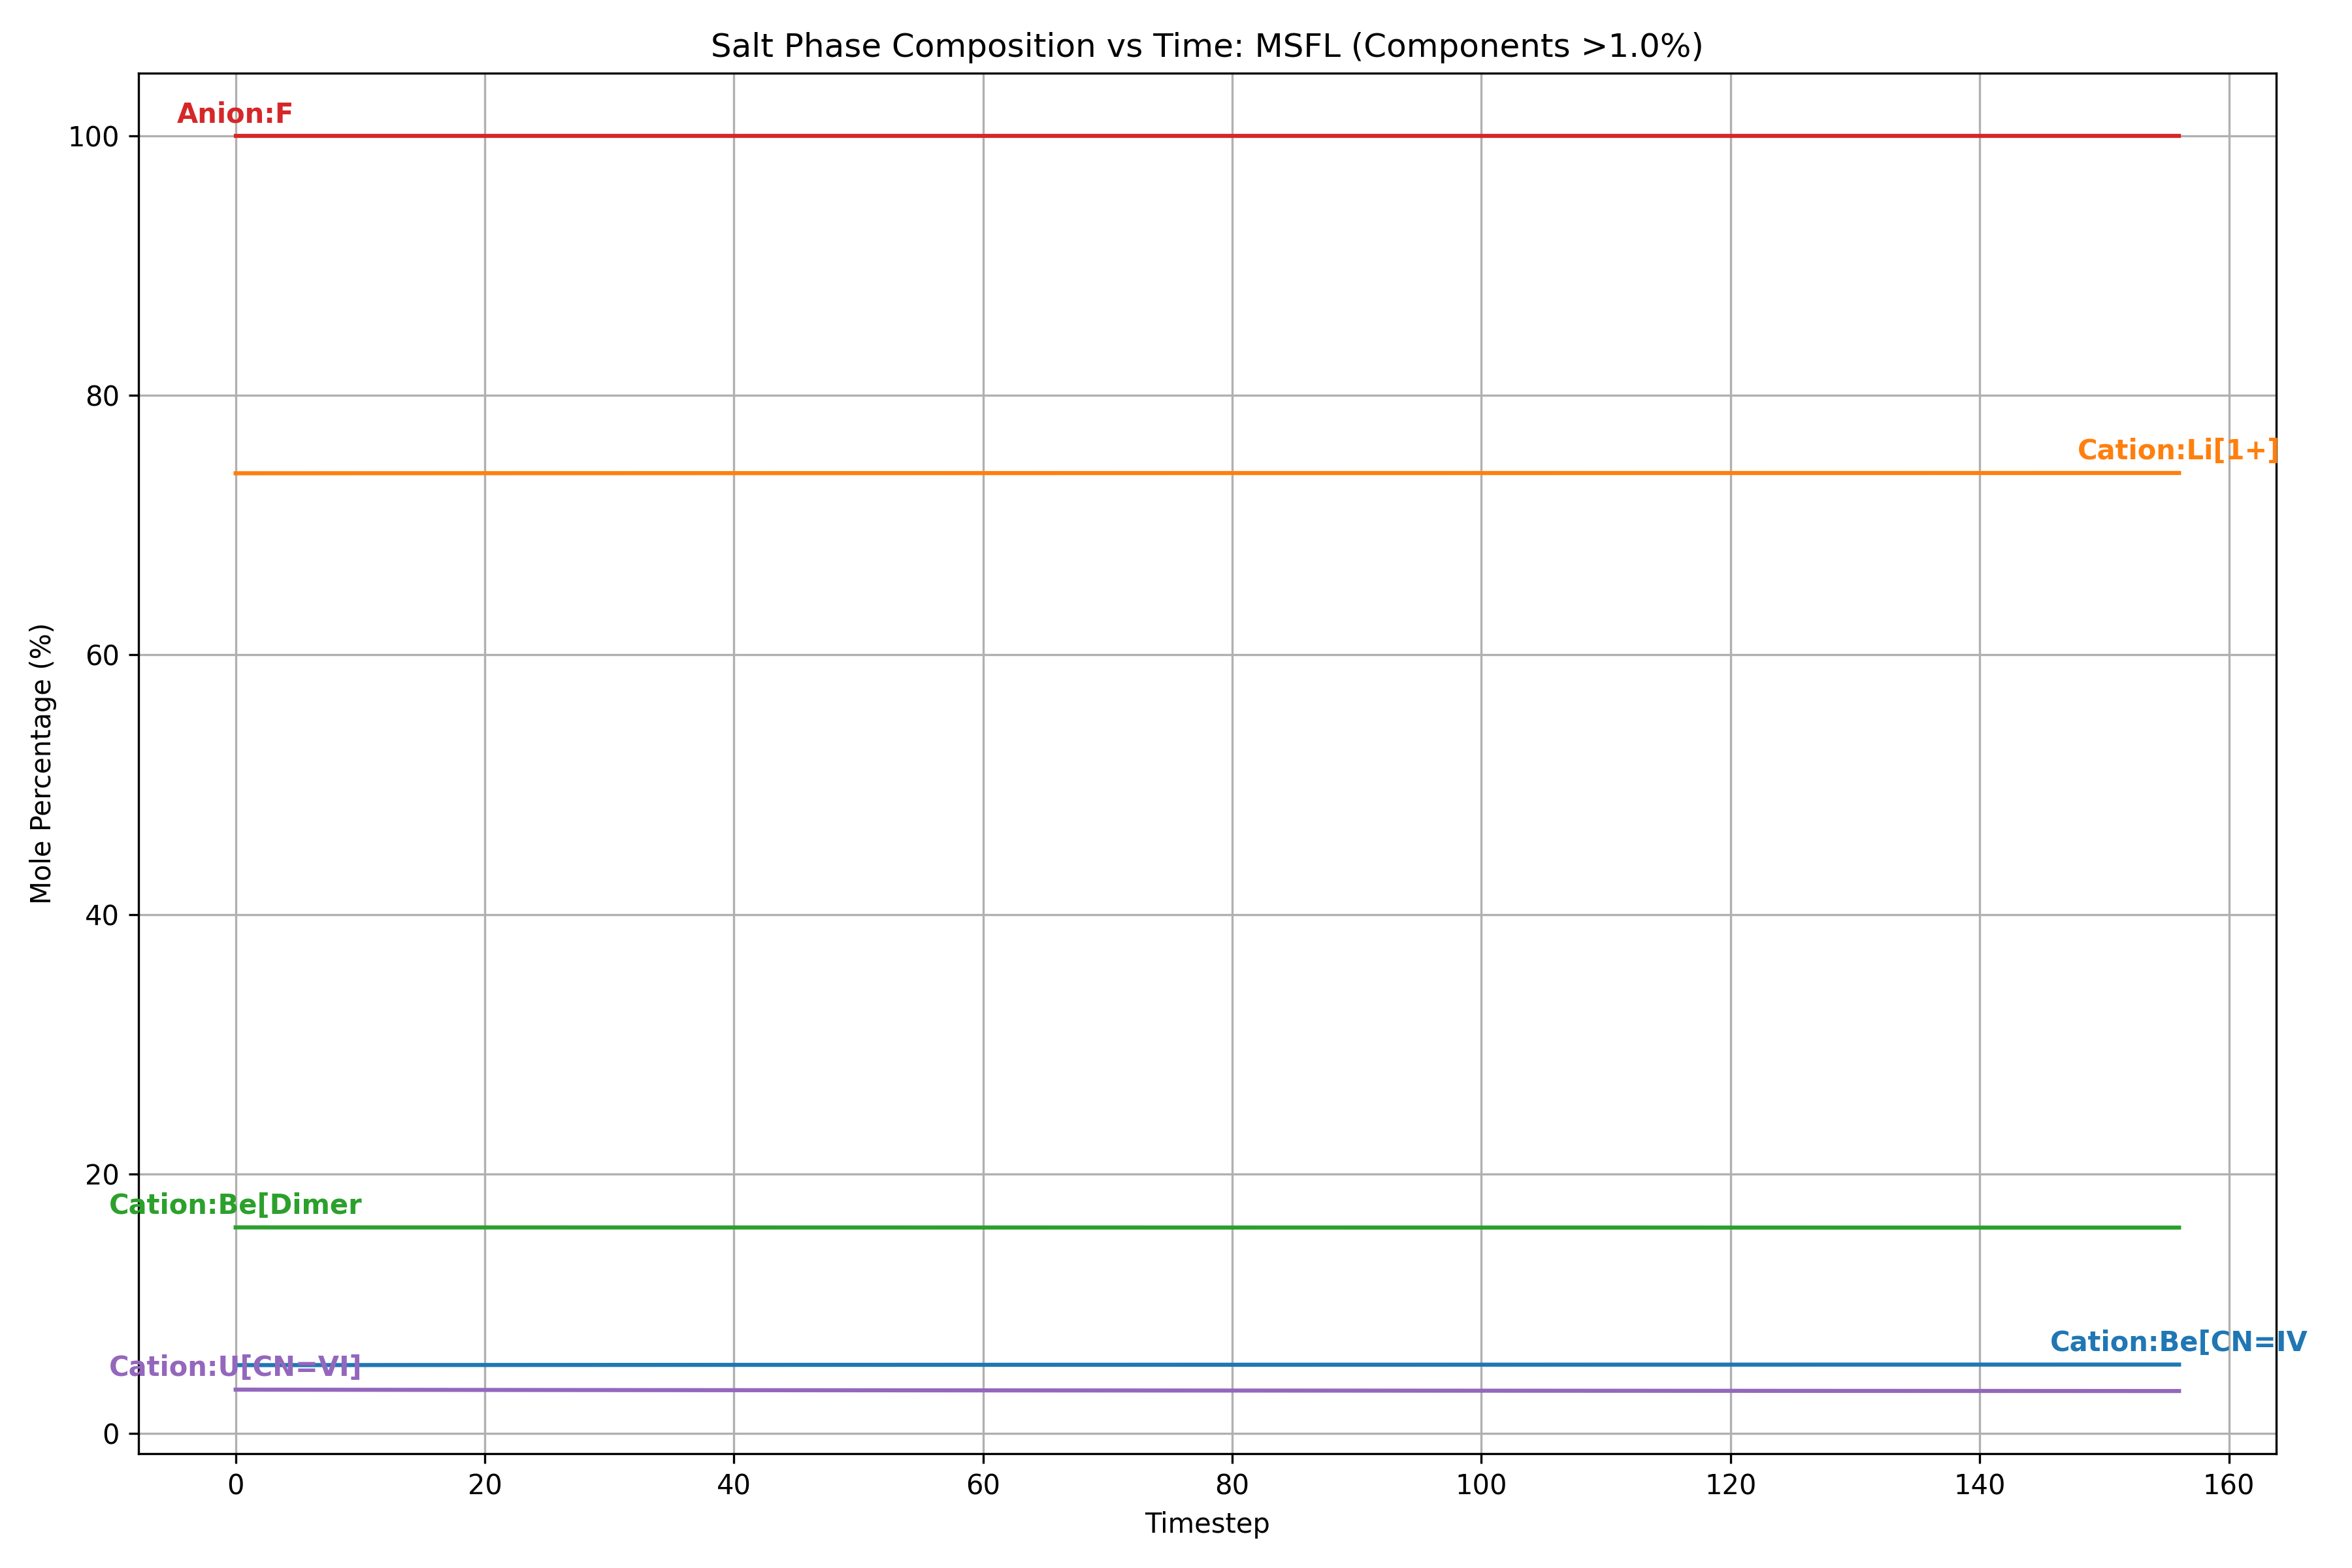 Salt Phase Composition vs Time: MSFL (Components >1.0%)
Anion:F
100
80
Cation:Li[1+]
60
Mole Percentage (%)
40
20
Cation:Be[Dimer
Cation:Be[CN=IV
Cation:U[CN=VI]
0
0 20 40 60 80 100 120 140 160
Timestep